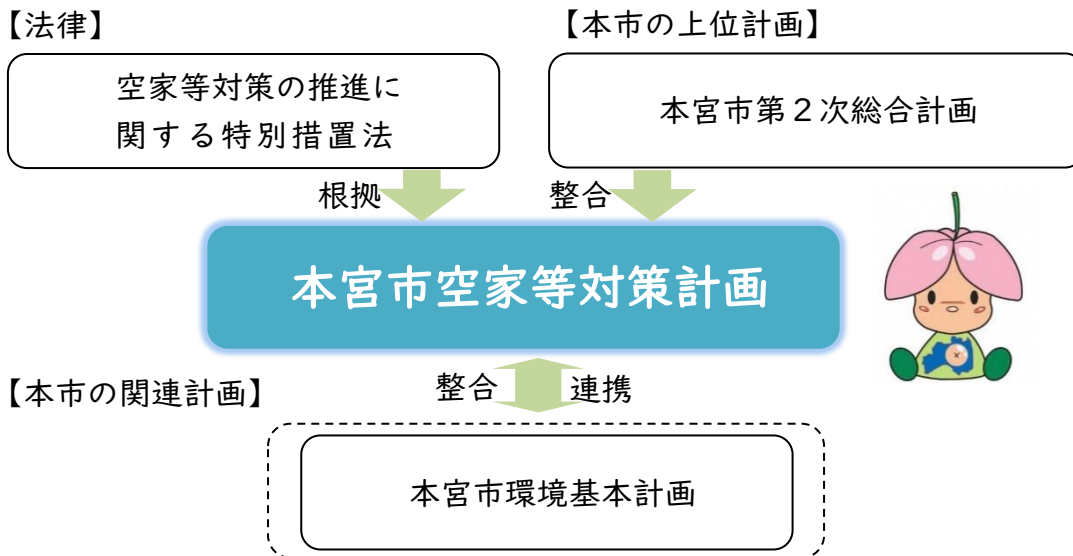 【法律】
【本市の上位計画】
空家等対策の推進に
関する特別措置法
本宮市第2次総合計画
根拠
整合
本宮市空家等対策計画
【本市の関連計画】
整合
連携
本宮市環境基本計画